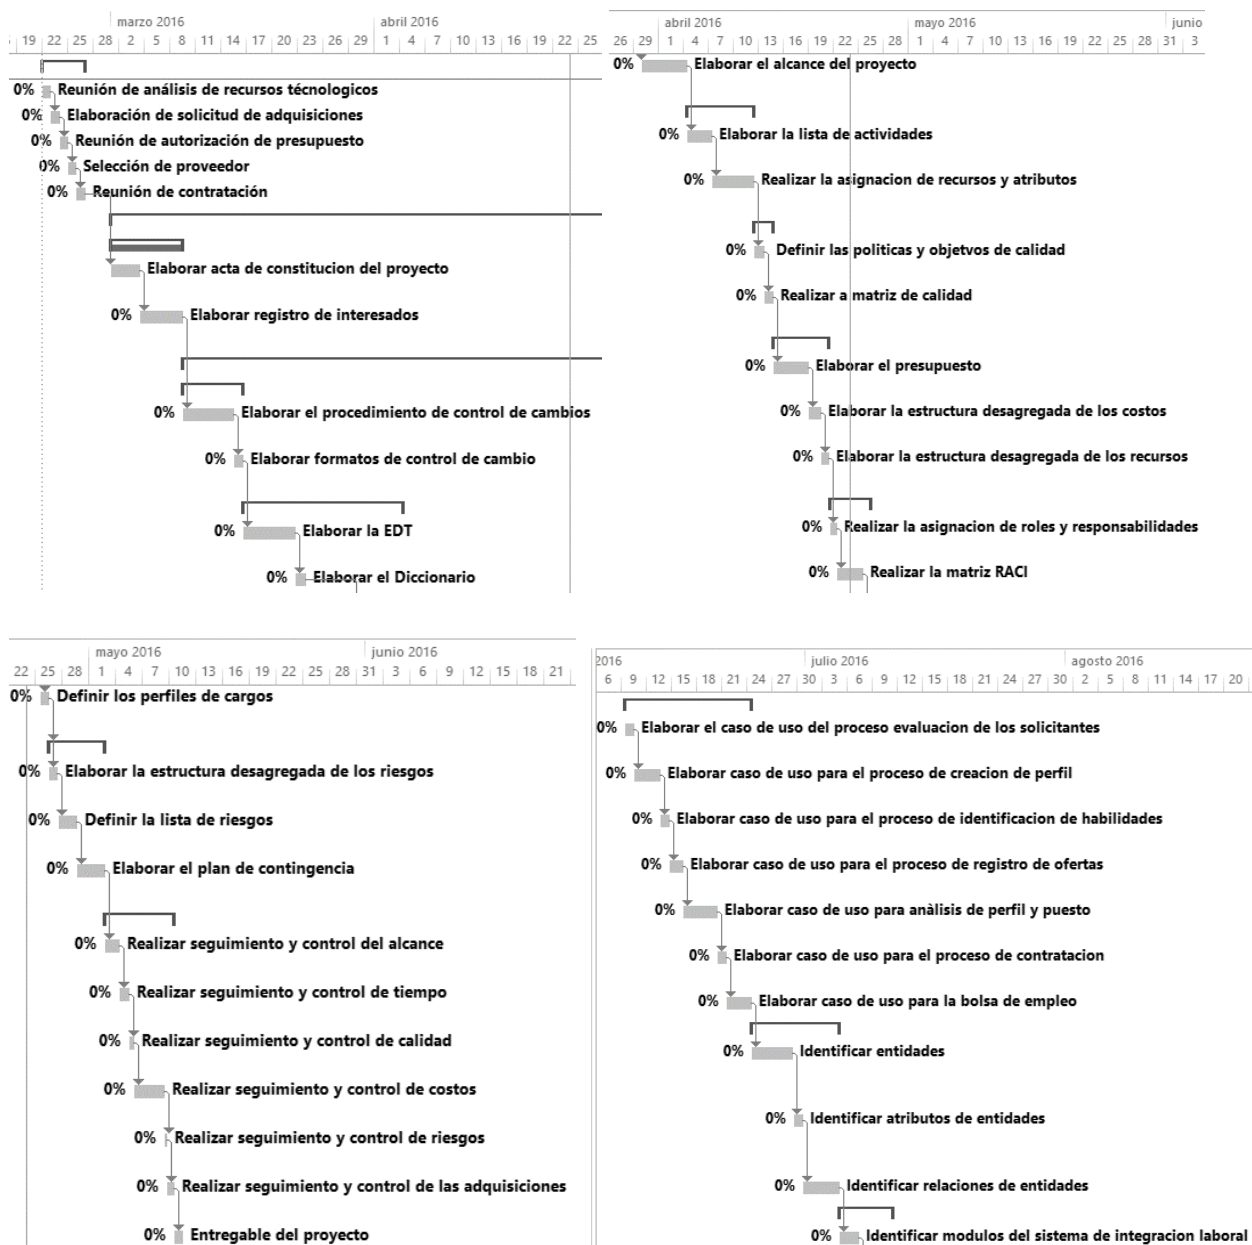 marzo 2016 abril 2016
19 22 25 28 2 5 8 11 14 17 20 23 26 29 1 4 7 10 13 16 19 22 25
0% Reunión de análisis de recursos técnologicos
0% Elaboración de solicitud de adquisiciones
0% Reunión de autorización de presupuesto
0% Selección de proveedor
0% Reunión de contratación
Elaborar acta de constitucion del proyecto
0% Elaborar registro de interesados
0% Elaborar el procedimiento de control de cambios
0% Elaborar formatos de control de cambio
0% Elaborar la EDT
0% Elaborar el Diccionario
abril 2016 mayo 2016 junio
26 29 1 4 7 10 13 16 19 22 25 28 1 4 7 10 13 16 19 22 25 28 31 3
0% Elaborar el alcance del proyecto
0% Elaborar la lista de actividades
0% Realizar la asignacion de recursos y atributos
0% Definir las politicas y objetvos de calidad
0% Realizar a matriz de calidad
0% Elaborar el presupuesto
0% Elaborar la estructura desagregada de los costos
0% Elaborar la estructura desagregada de los recursos
0% Realizar la asignacion de roles y responsabilidades
0% Realizar la matriz RACI
mayo 2016 junio 2016
22 25 28 1 4 7 10 13 16 19 22 25 28 31 3 6 9 12 15 18 21
0% Definir los perfiles de cargos
0% Elaborar la estructura desagregada de los riesgos
0% Definir la lista de riesgos
0% Elaborar el plan de contingencia
0% Realizar seguimiento y control del alcance
0% Realizar seguimiento y control de tiempo
0% Realizar seguimiento y control de calidad
0% Realizar seguimiento y control de costos
0% Realizar seguimiento y control de riesgos
0% Realizar seguimiento y control de las adquisiciones
0% Entregable del proyecto
2016 julio 2016 agosto 2016
6 9 12 15 18 21 24 27 30 3 6 9 12 15 18 21 24 27 30 2 5 8 11 14 17 20
0% Elaborar el caso de uso del proceso evaluacion de los solicitantes
0% Elaborar caso de uso para el proceso de creacion de perfil
0% Elaborar caso de uso para el proceso de identificacion de habilidades
0% Elaborar caso de uso para el proceso de registro de ofertas
0% Elaborar caso de uso para anàlisis de perfil y puesto
0% Elaborar caso de uso para el proceso de contratacion
0% Elaborar caso de uso para la bolsa de empleo
0% Identificar entidades
0% Identificar atributos de entidades
0% Identificar relaciones de entidades
0% Identificar modulos del sistema de integracion laboral